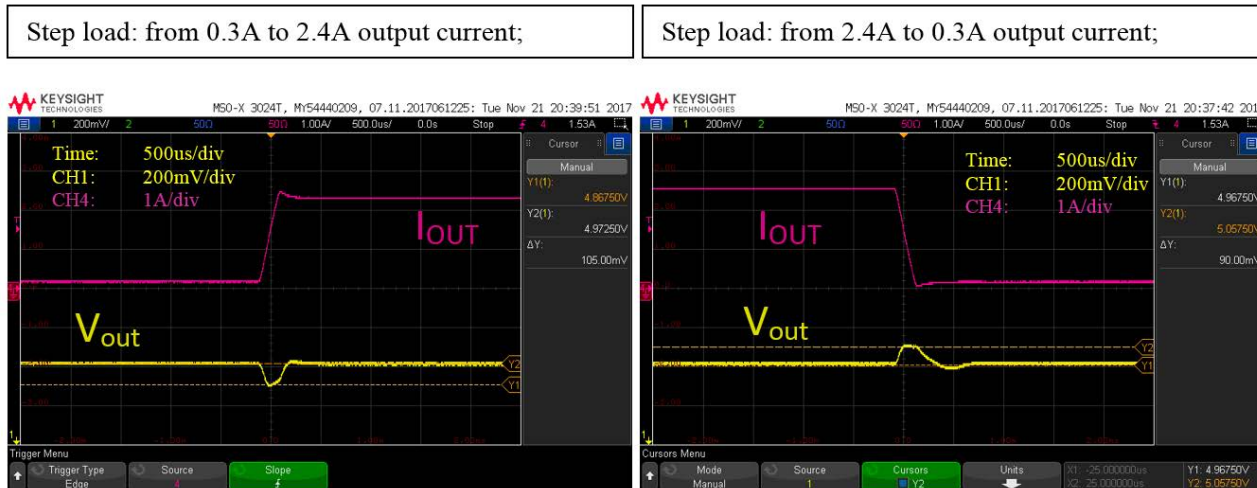 Step load: from 0.3A to 2.4A output current;
Step load: from 2.4A to 0.3A output current;
KEYSIGHT
TECHNOLOGIES
MSO-X 3024T, MY54440209, 07.11.2017061225: Tue Nov 21 20:39:51 2017
1 200mV/ 2 50Ω 50Ω 1.00A/ 500.0us/ 0.0s Stop 4 1.53A
Time: 500us/div
CH1: 200mV/div
CH4: 1A/div
IOUT
Vout
Cursor
Manual
Y1(1):
4.86750V
Y2(1):
4.97250V
ΔY:
105.00mV
Y2
Y1
Trigger Menu
Trigger Type
Edge
Source
4
Slope
KEYSIGHT
TECHNOLOGIES
MSO-X 3024T, MY54440209, 07.11.2017061225: Tue Nov 21 20:37:42 201
1 200mV/ 2 50Ω 50Ω 1.00A/ 500.0us/ 0.0s Stop 4 1.53A
Time: 500us/div
CH1: 200mV/div
CH4: 1A/div
IOUT
Vout
Cursor
Manual
Y1(1):
4.96750V
Y2(1):
5.05750V
ΔY:
90.00mV
Y2
Y1
Cursors Menu
Mode
Manual
Source
1
Cursors
Y2
Units
X1: -25.000000us
X2: 25.000000us
Y1: 4.96750V
Y2: 5.05750V